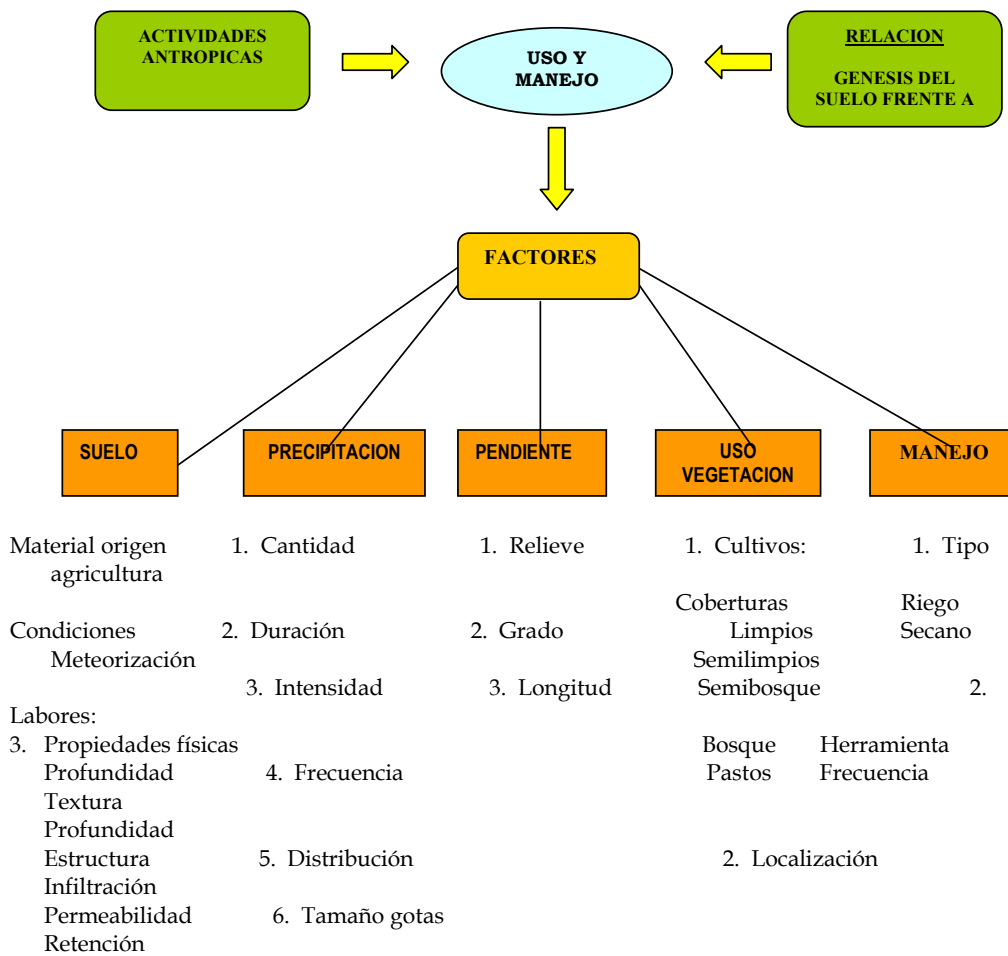 ACTIVIDADES
ANTROPICAS
USO Y
MANEJO
RELACION
GENESIS DEL
SUELO FRENTE A
FACTORES
SUELO
PRECIPITACION
PENDIENTE
USO
VEGETACION
MANEJO
Material origen 1. Cantidad 1. Relieve 1. Cultivos: 1. Tipo
agricultura
Coberturas Riego
Condiciones 2. Duración 2. Grado Limpios Secano
Meteorización Semilimpios
3. Intensidad 3. Longitud Semibosque 2.
Labores:
3. Propiedades físicas Bosque Herramienta
Profundidad 4. Frecuencia Pastos Frecuencia
Textura
Profundidad
Estructura 5. Distribución 2. Localización
Infiltración
Permeabilidad 6. Tamaño gotas
Retención